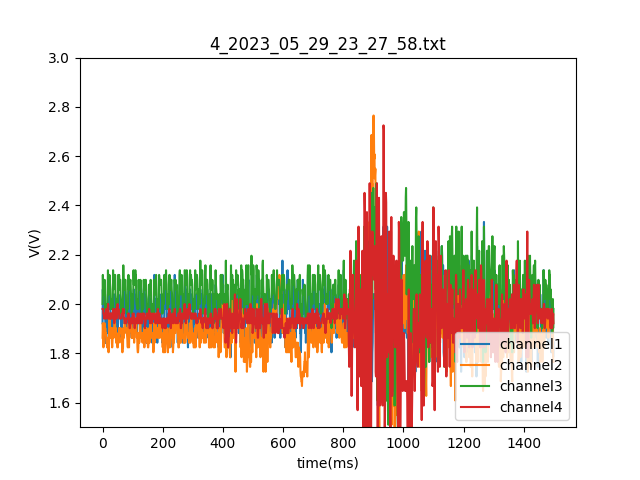 4_2023_05_29_23_27_58.txt
3.0
2.8
2.6
2.4
2.2
2.0
1.8
1.6
V(V)
0 200 400 600 800 1000 1200 1400
time(ms)
channel1
channel2
channel3
channel4